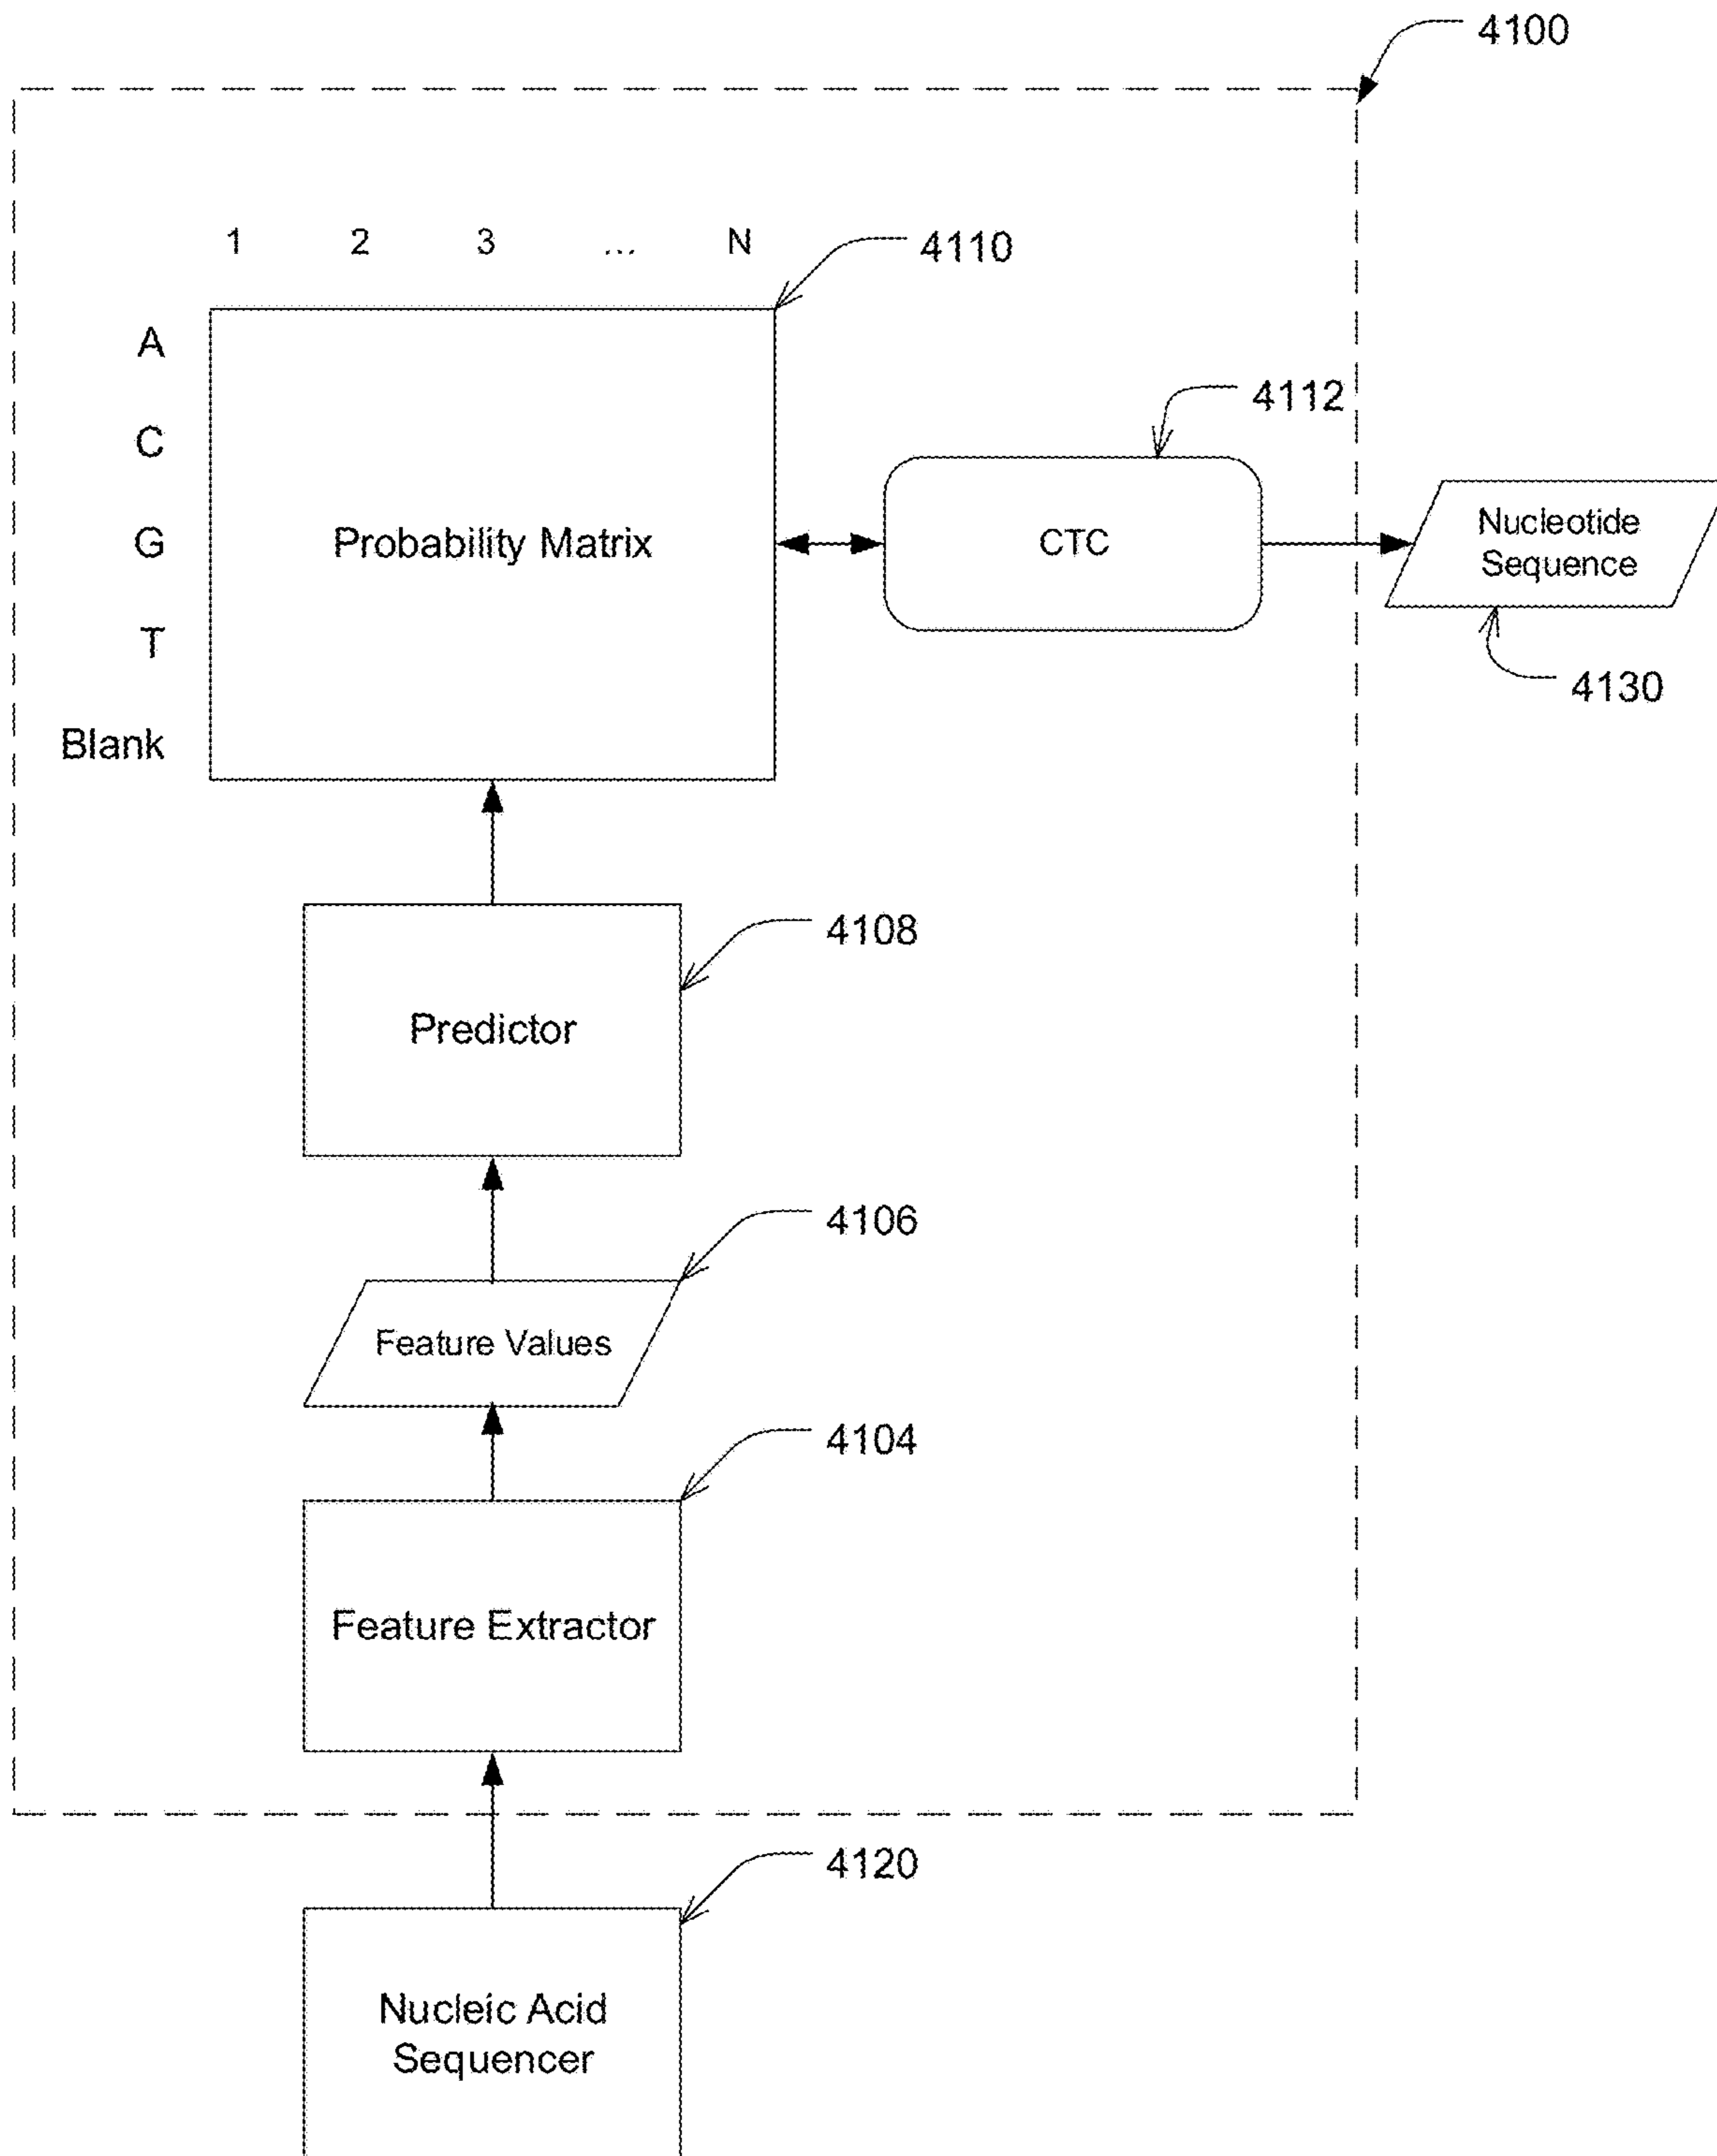 4100
1 2 3 ... N
4110
A
C
G
T
Blank
Probability Matrix
4112
CTC
Nucleotide
Sequence
4130
4108
Predictor
4106
Feature Values
4104
Feature Extractor
4120
Nucleic Acid
Sequencer